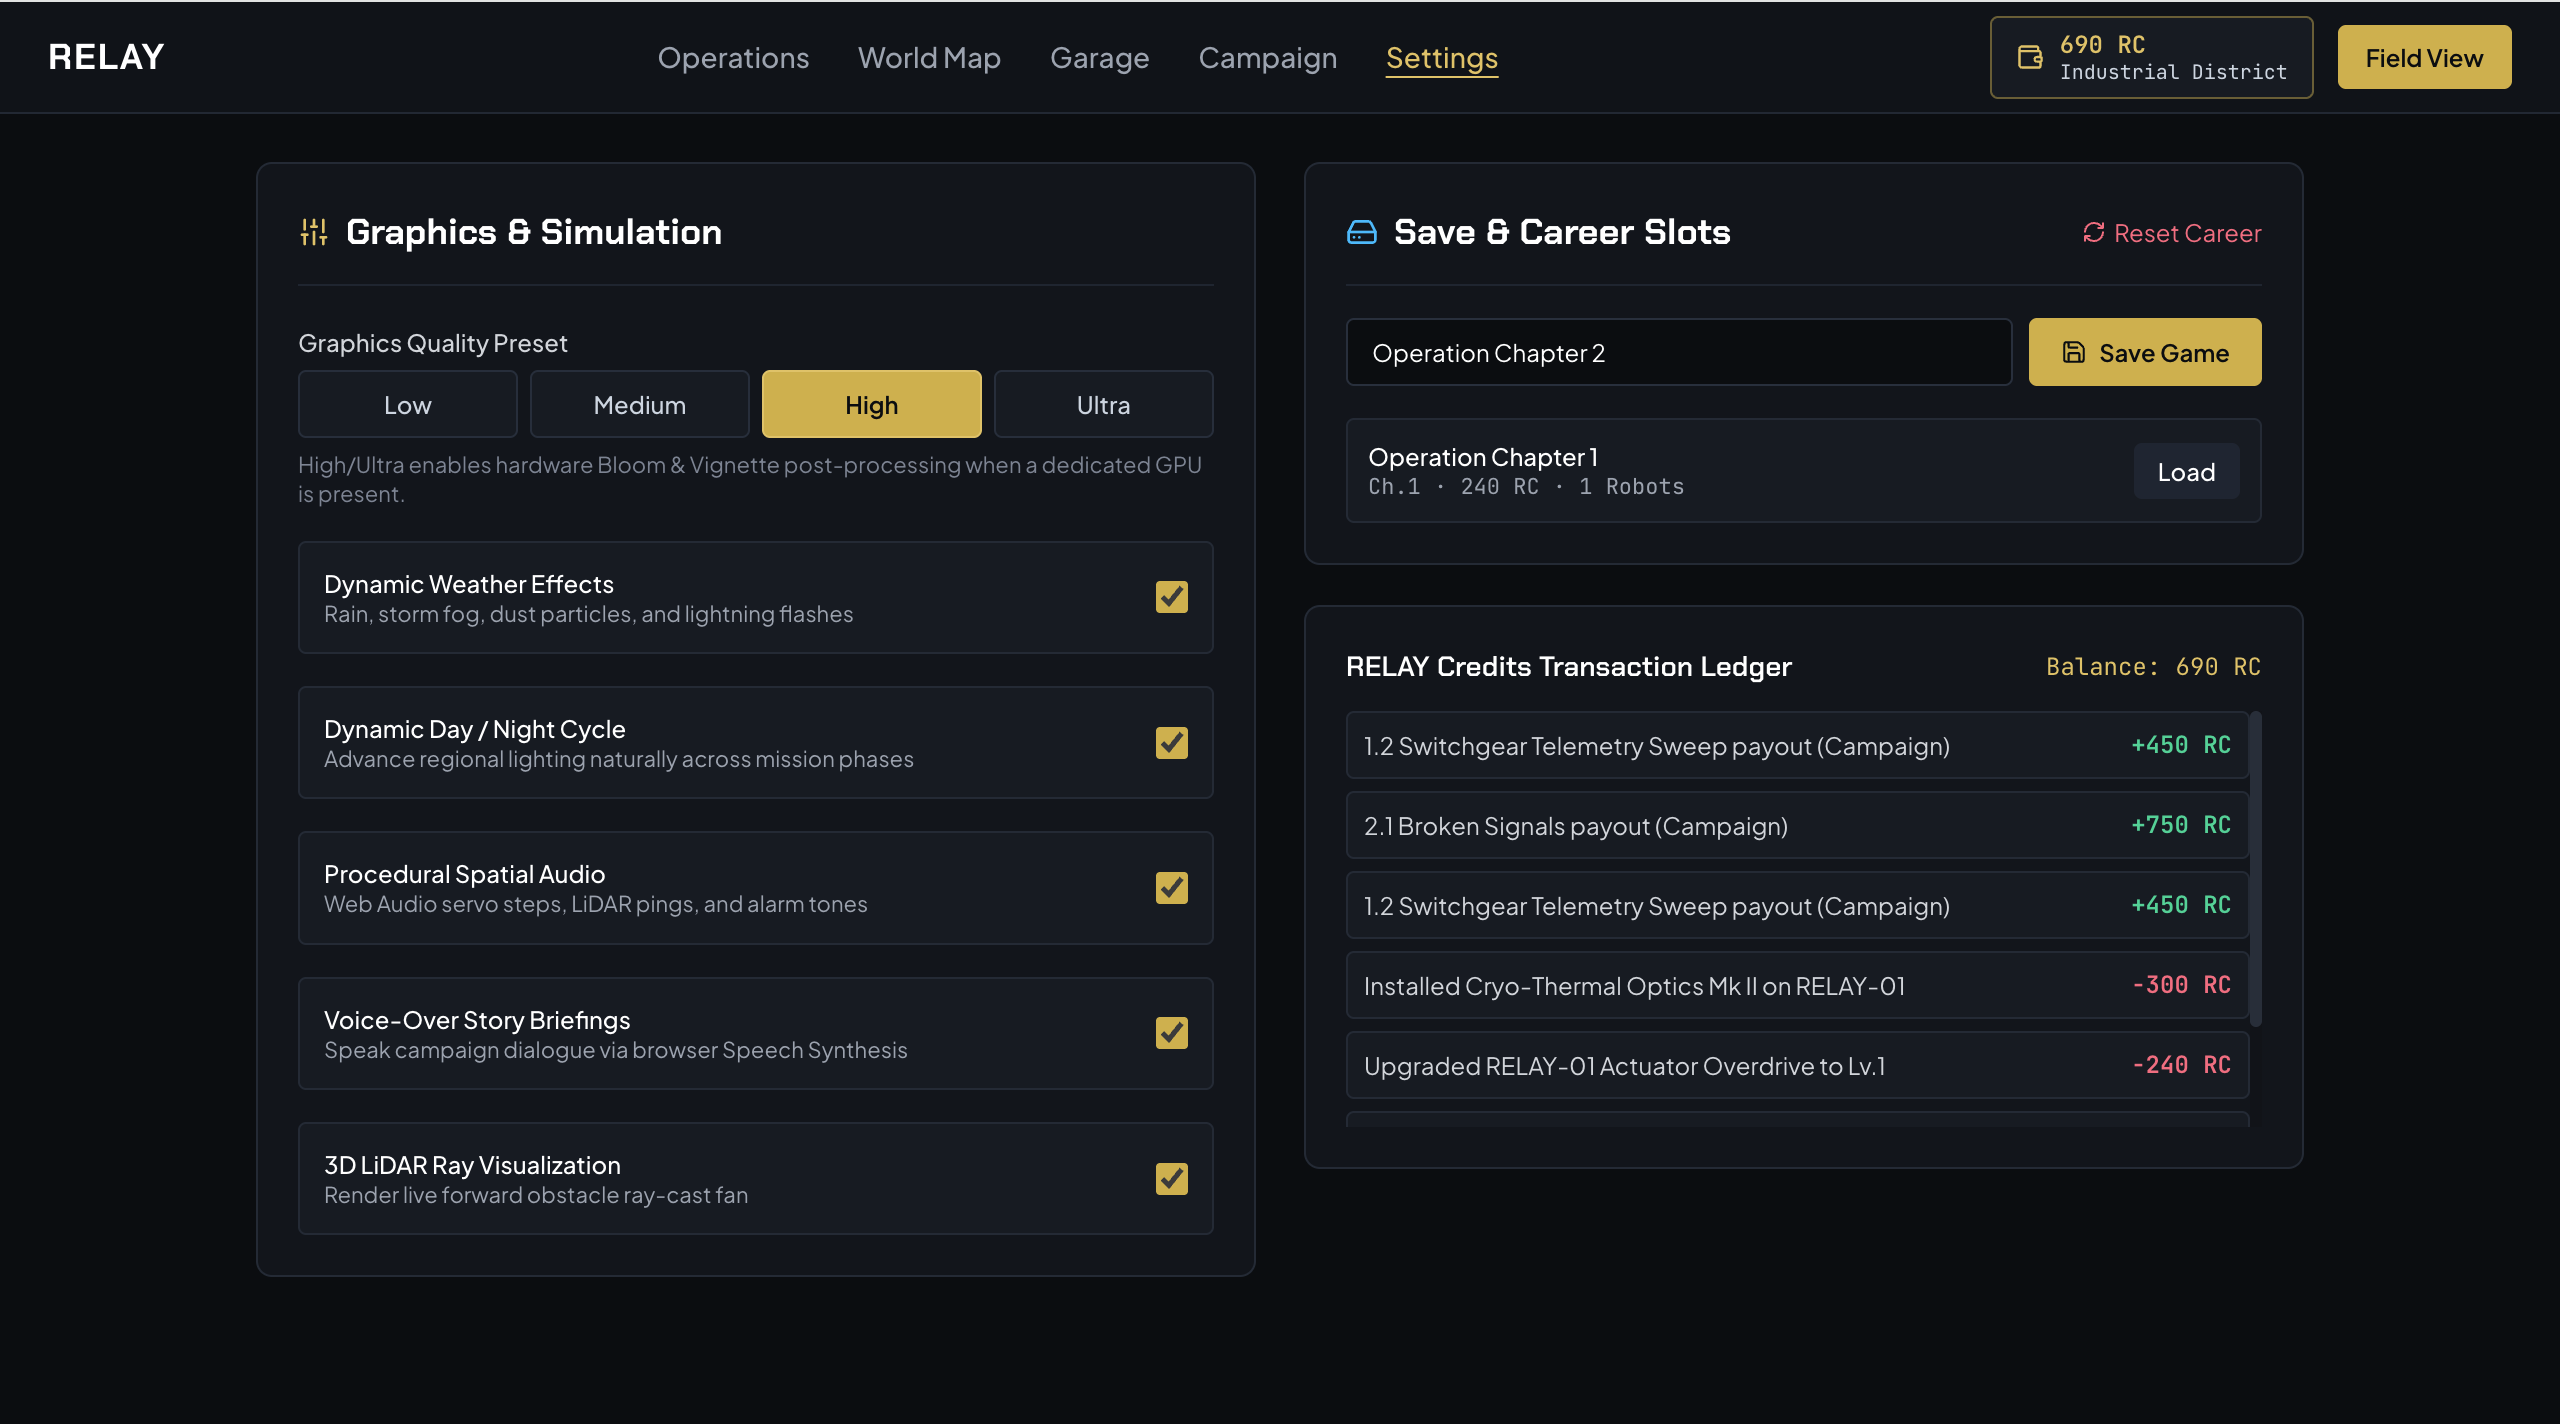 RELAY
Operations
World Map
Garage
Campaign
Settings
690 RC
Industrial District
Field View
Graphics & Simulation
Graphics Quality Preset
Low
Medium
High
Ultra
High/Ultra enables hardware Bloom & Vignette post-processing when a dedicated GPU
is present.
Dynamic Weather Effects
Rain, storm fog, dust particles, and lightning flashes
Dynamic Day / Night Cycle
Advance regional lighting naturally across mission phases
Procedural Spatial Audio
Web Audio servo steps, LiDAR pings, and alarm tones
Voice-Over Story Briefings
Speak campaign dialogue via browser Speech Synthesis
3D LiDAR Ray Visualization
Render live forward obstacle ray-cast fan
Save & Career Slots
Reset Career
Operation Chapter 2
Save Game
Operation Chapter 1
Ch.1 · 240 RC · 1 Robots
Load
RELAY Credits Transaction Ledger
Balance: 690 RC
1.2 Switchgear Telemetry Sweep payout (Campaign)
+450 RC
2.1 Broken Signals payout (Campaign)
+750 RC
1.2 Switchgear Telemetry Sweep payout (Campaign)
+450 RC
Installed Cryo-Thermal Optics Mk II on RELAY-01
-300 RC
Upgraded RELAY-01 Actuator Overdrive to Lv.1
-240 RC